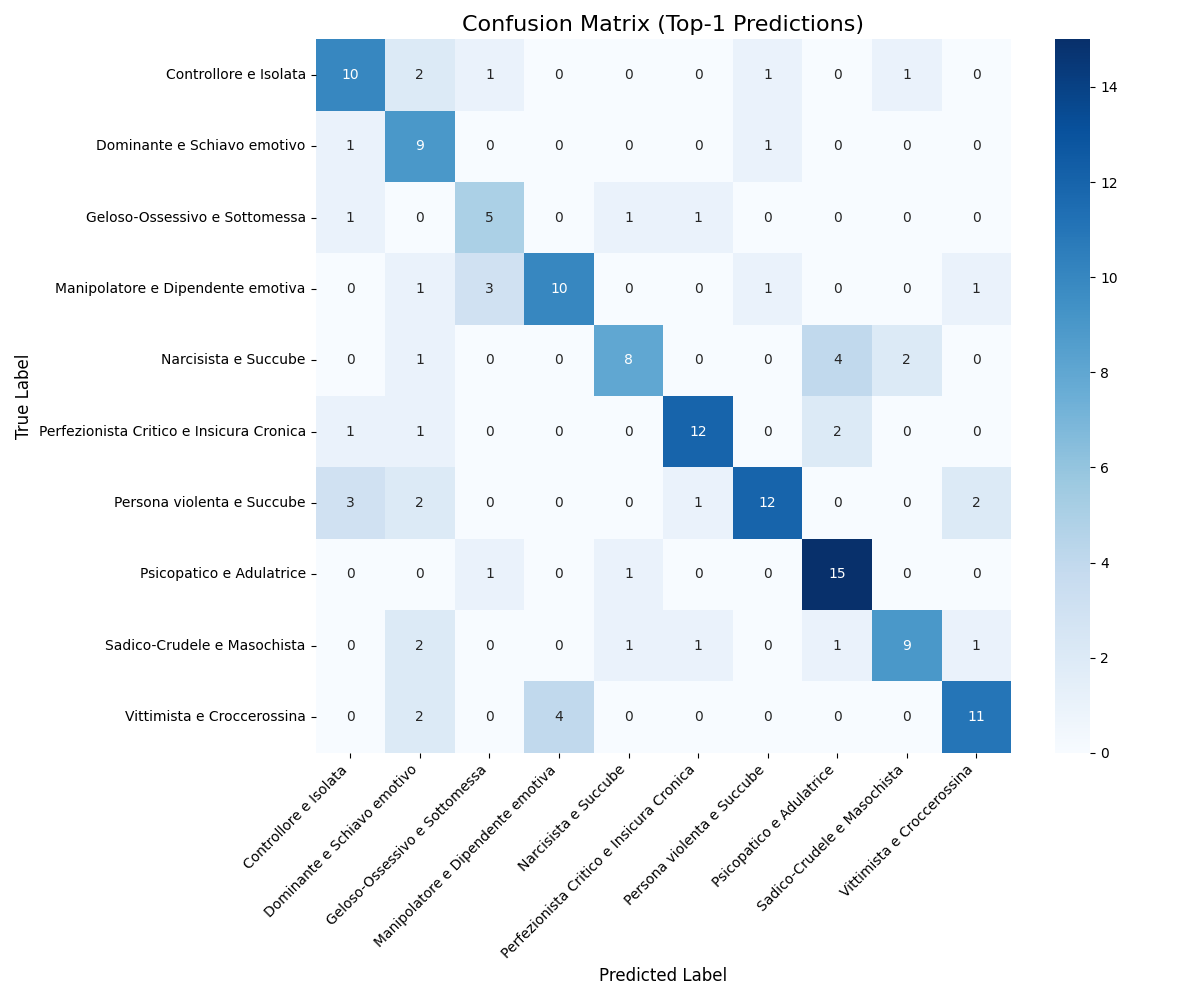 Confusion Matrix (Top-1 Predictions)
Controllore e Isolata 10 2 1 0 0 0 1 0 1 0
Dominante e Schiavo emotivo 1 9 0 0 0 0 1 0 0 0
Geloso-Ossessivo e Sottomessa 1 0 5 0 1 1 0 0 0 0
Manipolatore e Dipendente emotiva 0 1 3 10 0 0 1 0 0 1
Narcisista e Succube 0 1 0 0 8 0 0 4 2 0
Perfezionista Critico e Insicura Cronica 1 1 0 0 0 12 0 2 0 0
Persona violenta e Succube 3 2 0 0 0 1 12 0 0 2
Psicopatico e Adulatrice 0 0 1 0 1 0 0 15 0 0
Sadico-Crudele e Masochista 0 2 0 0 1 1 0 1 9 1
Vittimista e Croccerossina 0 2 0 4 0 0 0 0 0 11
True Label
Controllore e Isolata
Dominante e Schiavo emotivo
Geloso-Ossessivo e Sottomessa
Manipolatore e Dipendente emotiva
Narcisista e Succube
Perfezionista Critico e Insicura Cronica
Persona violenta e Succube
Psicopatico e Adulatrice
Sadico-Crudele e Masochista
Vittimista e Croccerossina
Predicted Label
14
12
10
8
6
4
2
0